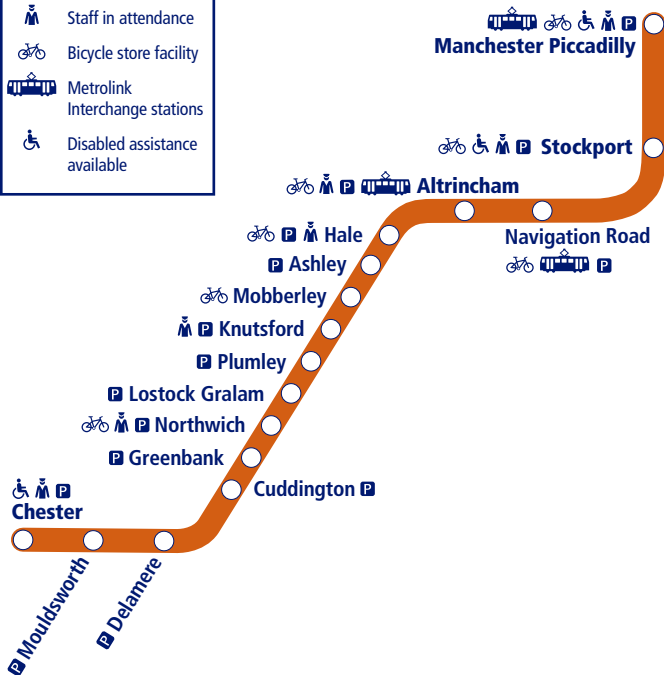 Staff in attendance
Bicycle store facility
Metrolink
Interchange stations
Disabled assistance
available
P
Manchester Piccadilly
P Stockport
P Altrincham
Navigation Road
P
P Hale
P Ashley
Mobberley
P Knutsford
P Plumley
P Lostock Gralam
P Northwich
P Greenbank
Cuddington P
P
Chester
P Mouldsworth
P Delamere